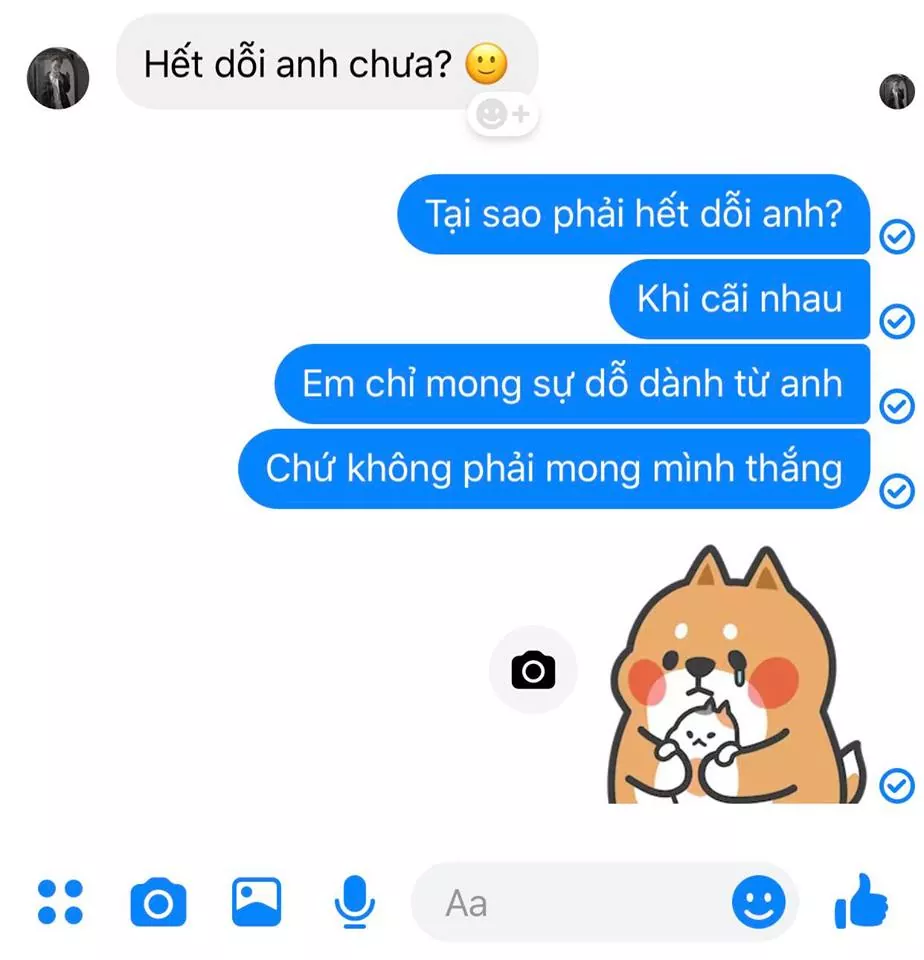 Hết dỗi anh chưa? 🙂
Tại sao phải hết dỗi anh?
Khi cãi nhau
Em chỉ mong sự dỗ dành từ anh
Chứ không phải mong mình thắng
Aa